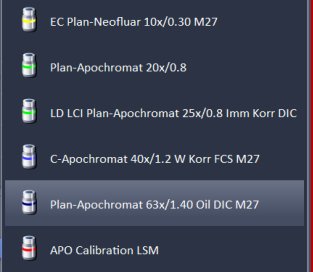 EC Plan-Neofluar 10x/0.30 M27
Plan-Apochromat 20x/0.8
LD LCI Plan-Apochromat 25x/0.8 Imm Korr DIC
C-Apochromat 40x/1.2 W Korr FCS M27
Plan-Apochromat 63x/1.40 Oil DIC M27
APO Calibration LSM